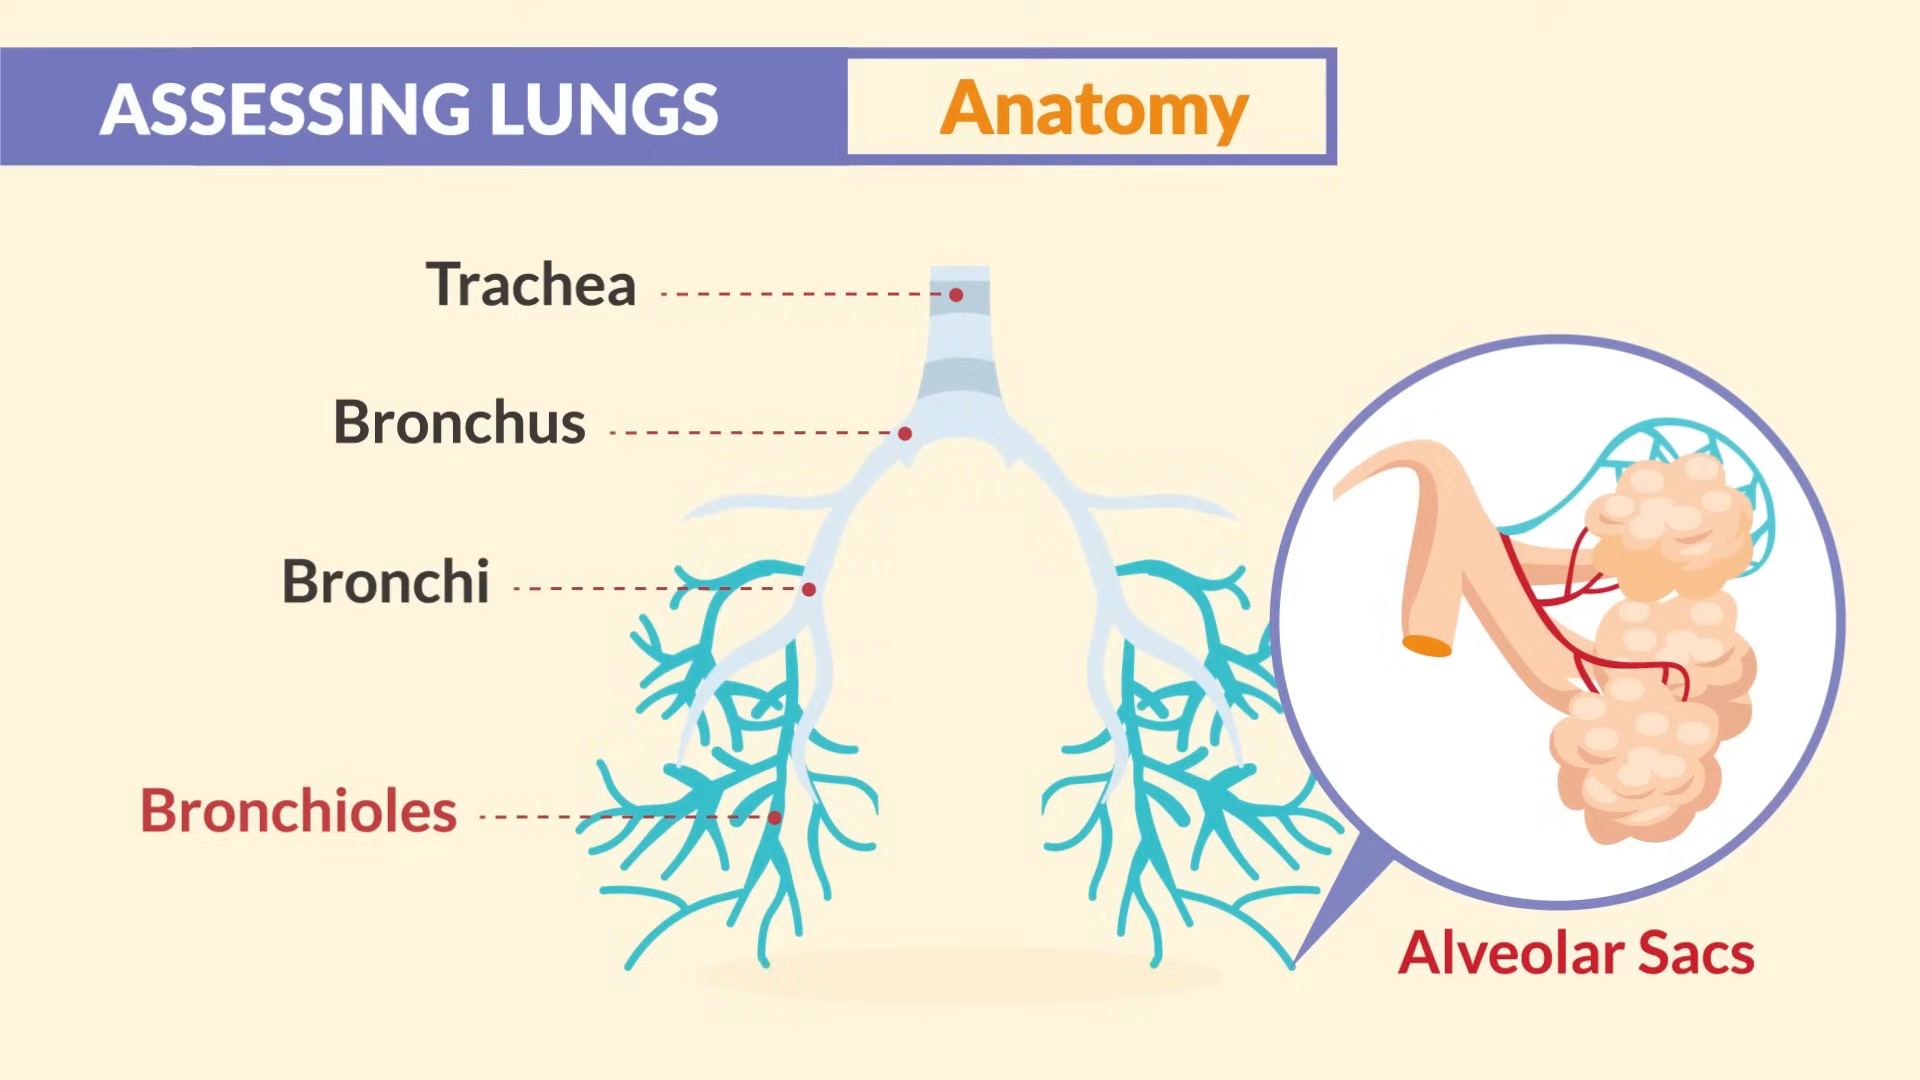 ASSESSING LUNGS
Anatomy
Trachea
Bronchus
Bronchi
Bronchioles
Alveolar Sacs